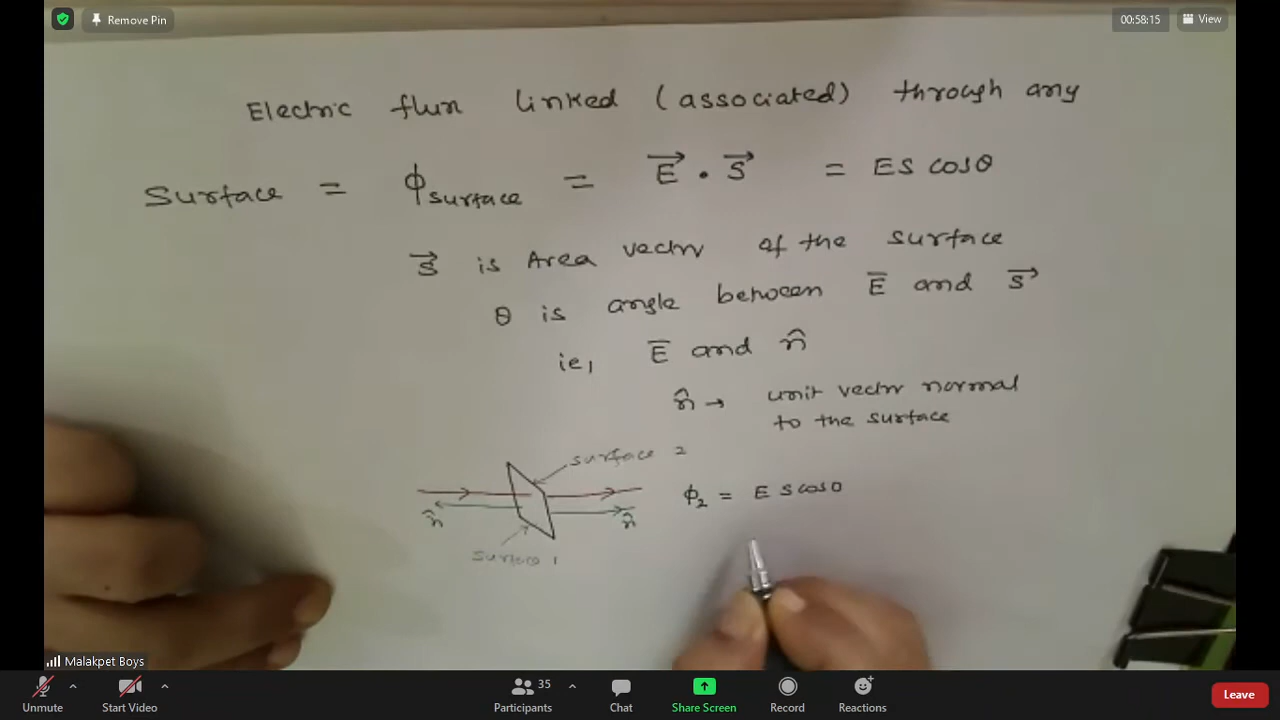 Remove Pin
00:58:15
View
Electric flux linked (associated) through any
Surface = ϕsurface = E⃗ · S⃗ = ES cosθ
S⃗ is Area vector of the surface
θ is angle between E̅ and S⃗
ie, E̅ and n̂
n̂ → unit vector normal
to the surface
surface 2
n̂
n̂
surface 1
ϕ₂ = E S cos0
Malakpet Boys
Unmute
Start Video
Participants
35
Chat
Share Screen
Record
Reactions
Leave